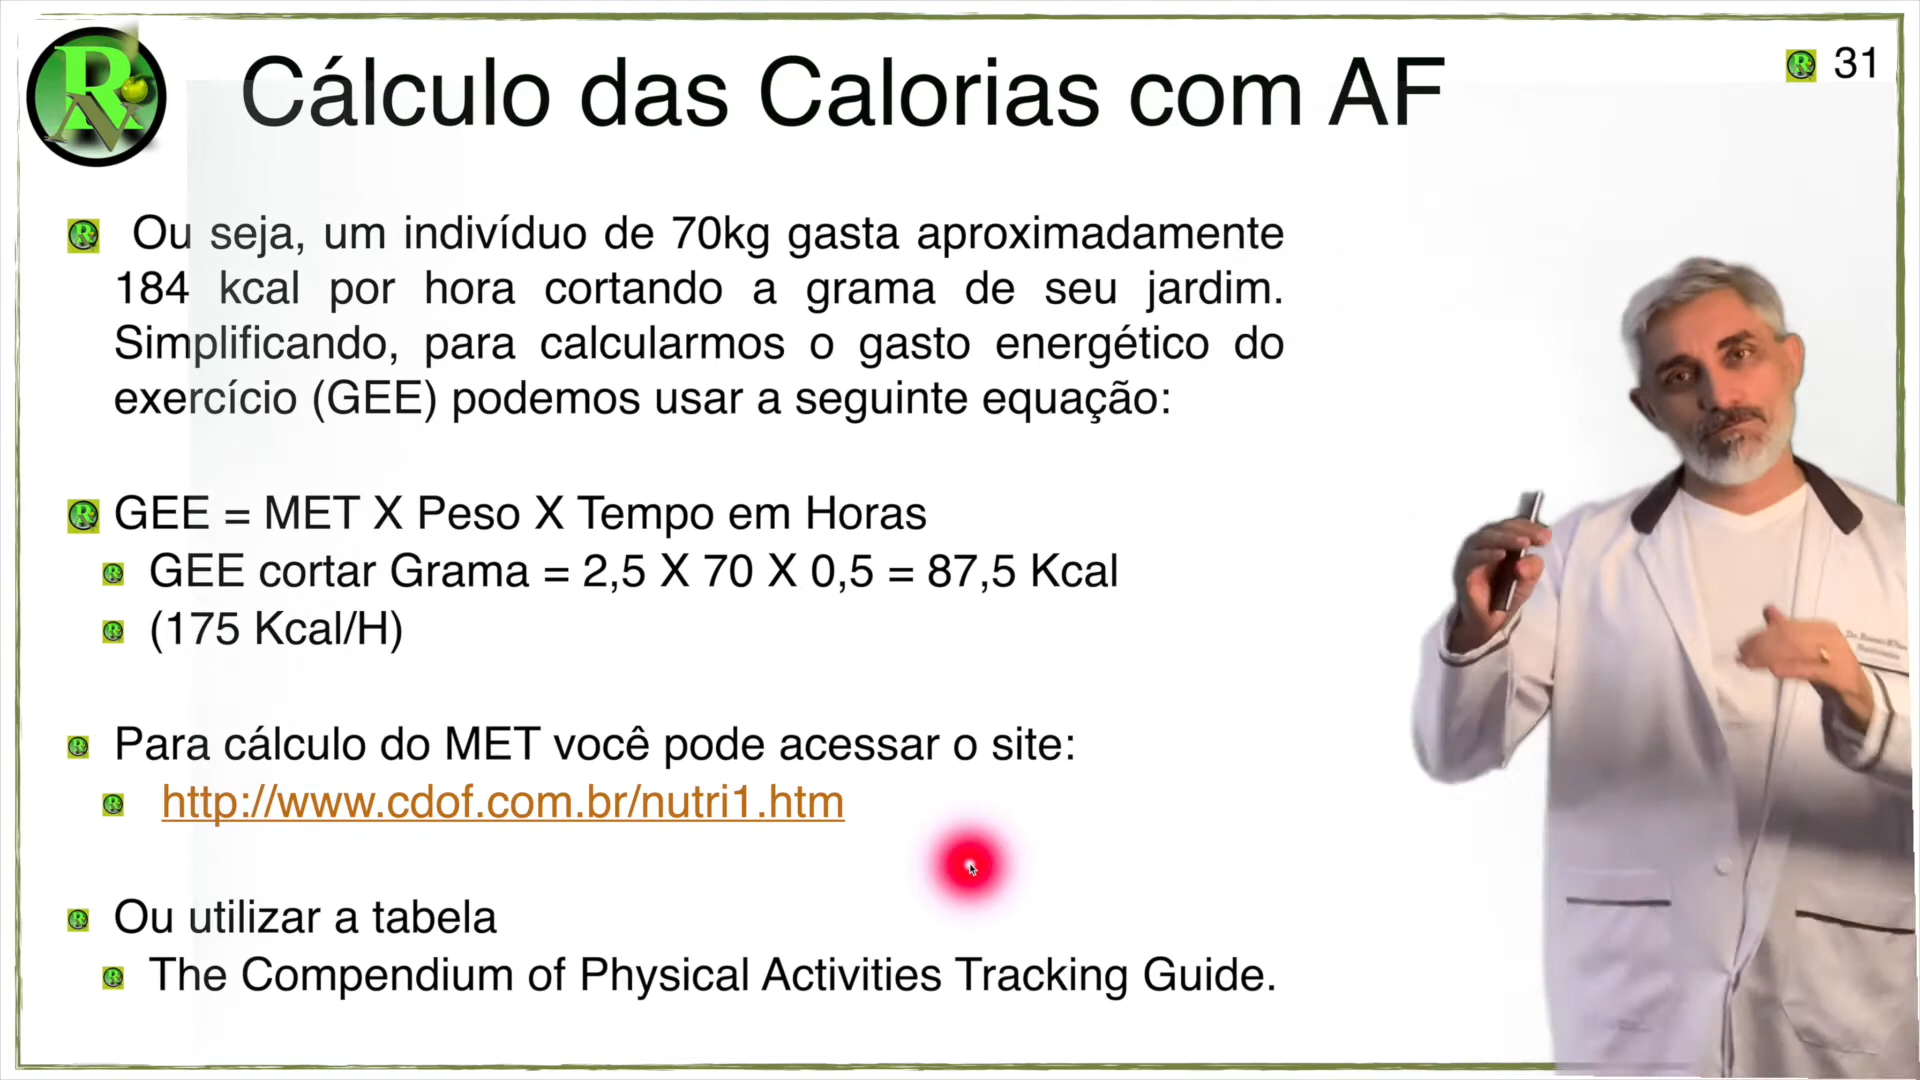 Cálculo das Calorias com AF
31
Ou seja, um indivíduo de 70kg gasta aproximadamente
184 kcal por hora cortando a grama de seu jardim.
Simplificando, para calcularmos o gasto energético do
exercício (GEE) podemos usar a seguinte equação:
GEE = MET X Peso X Tempo em Horas
GEE cortar Grama = 2,5 X 70 X 0,5 = 87,5 Kcal
(175 Kcal/H)
Para cálculo do MET você pode acessar o site:
http://www.cdof.com.br/nutri1.htm
Ou utilizar a tabela
The Compendium of Physical Activities Tracking Guide.